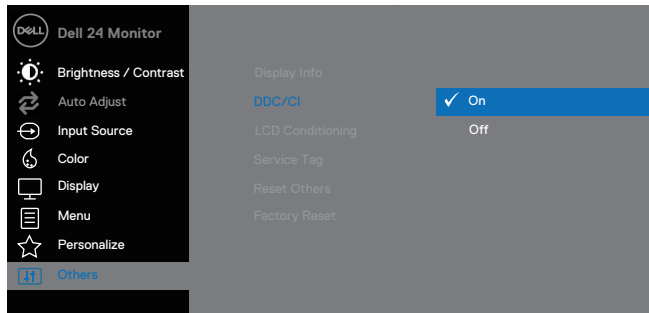 DELL Dell 24 Monitor
Brightness / Contrast
Auto Adjust
Input Source
Color
Display
Menu
Personalize
Others
Display Info
DDC/CI
LCD Conditioning
Service Tag
Reset Others
Factory Reset
On
Off